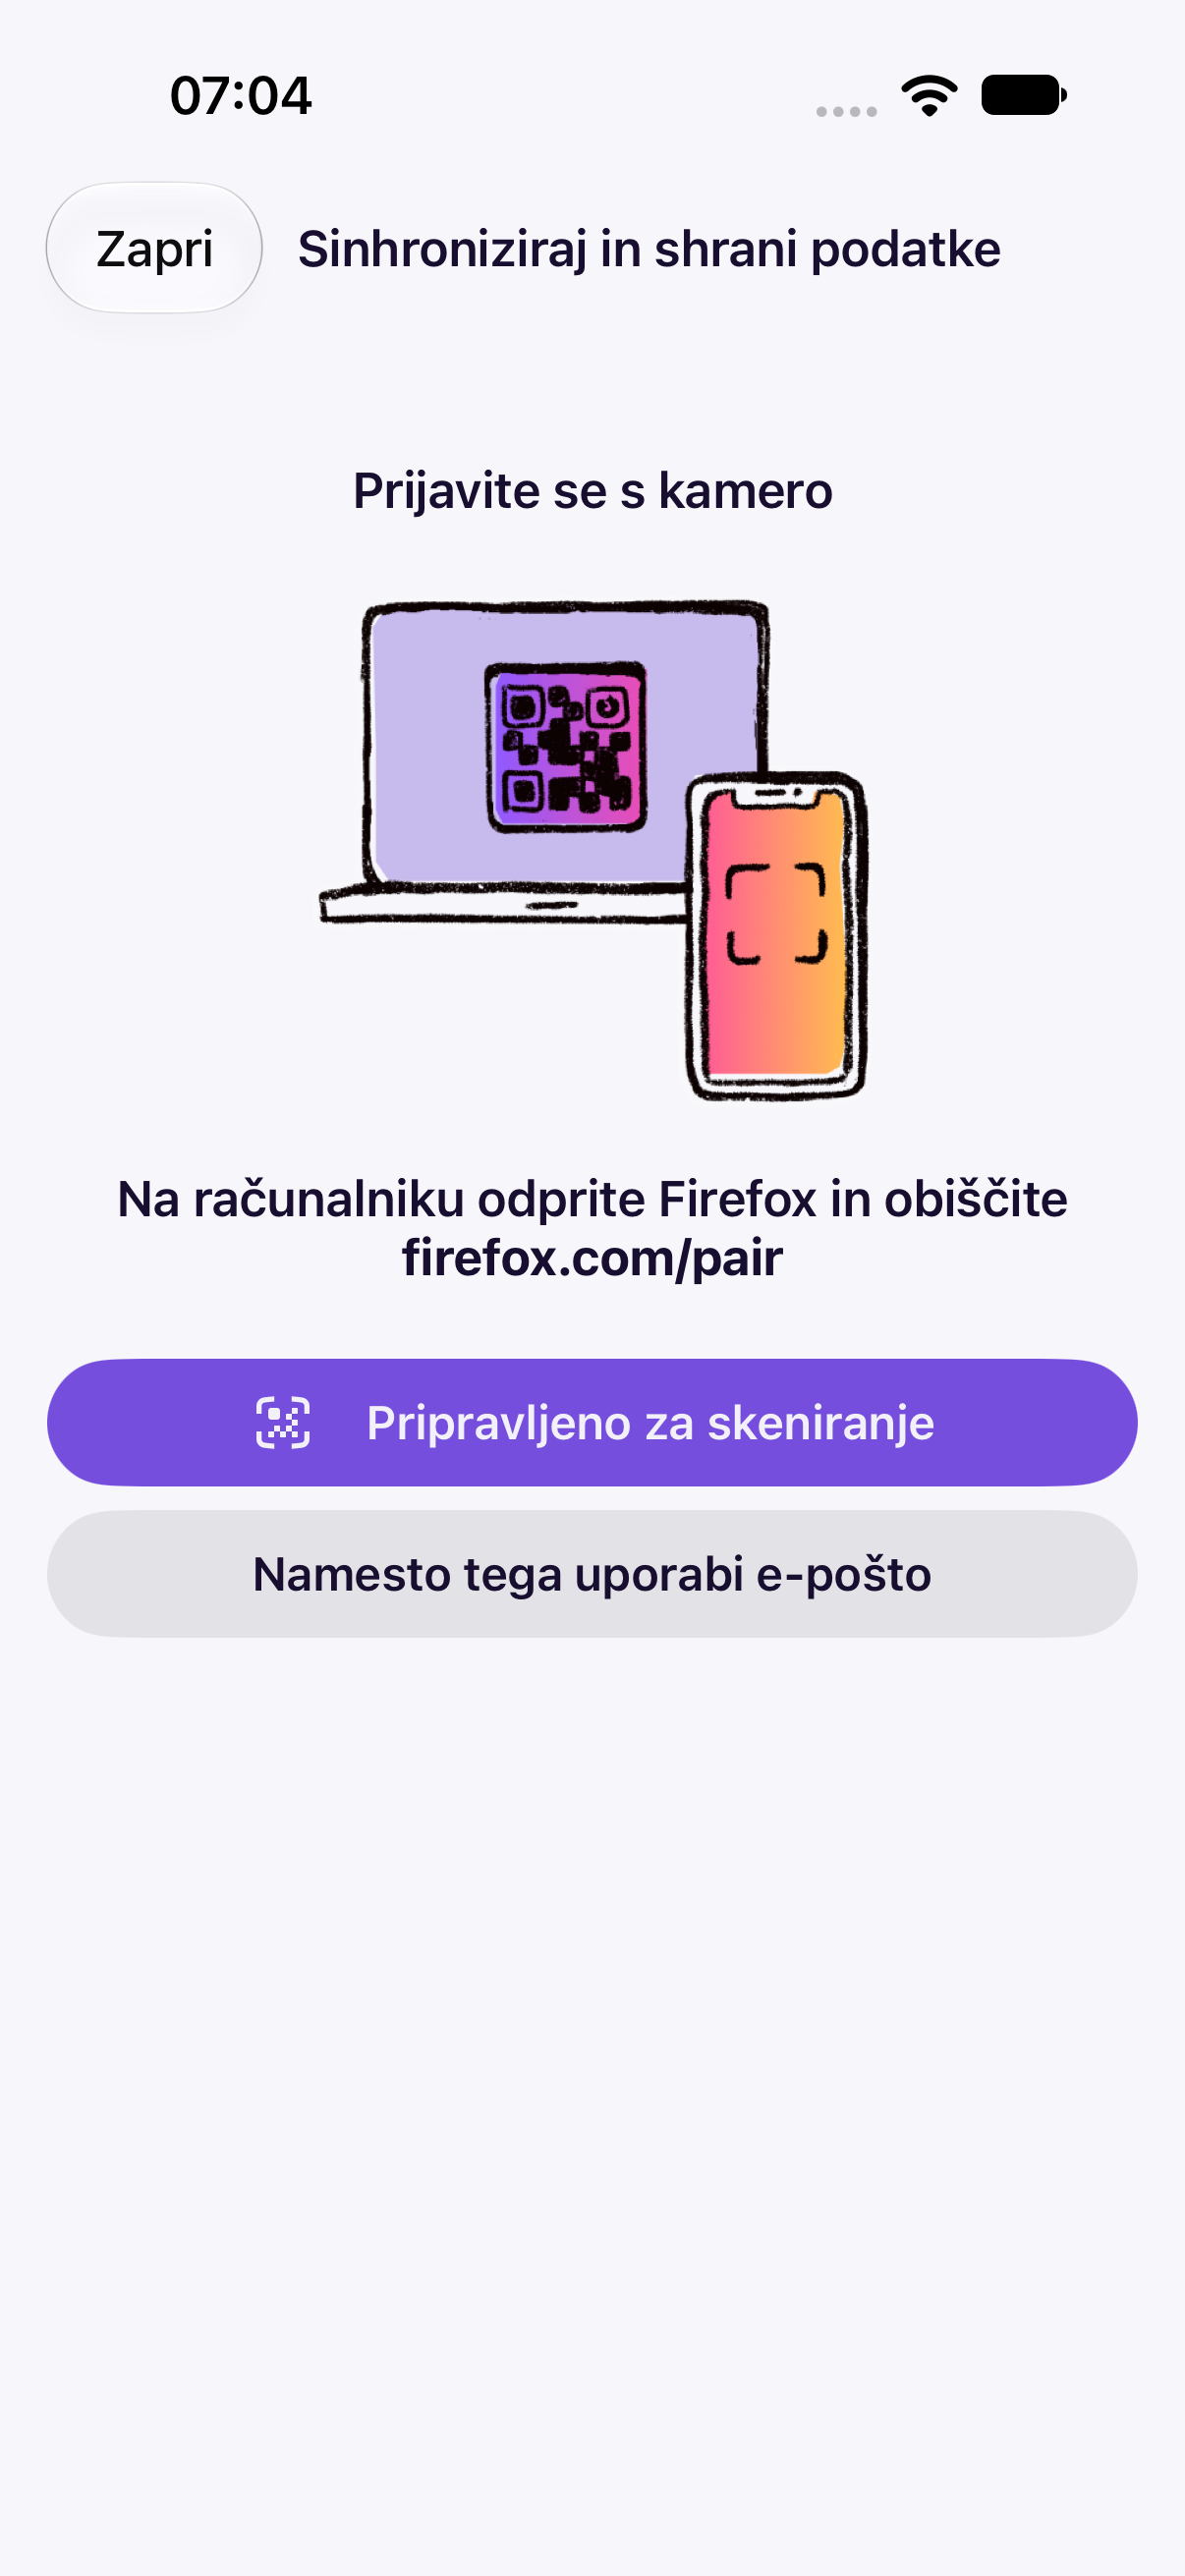 07:04
Zapri
Sinhroniziraj in shrani podatke
Prijavite se s kamero
Na računalniku odprite Firefox in obiščite
firefox.com/pair
Pripravljeno za skeniranje
Namesto tega uporabi e-pošto